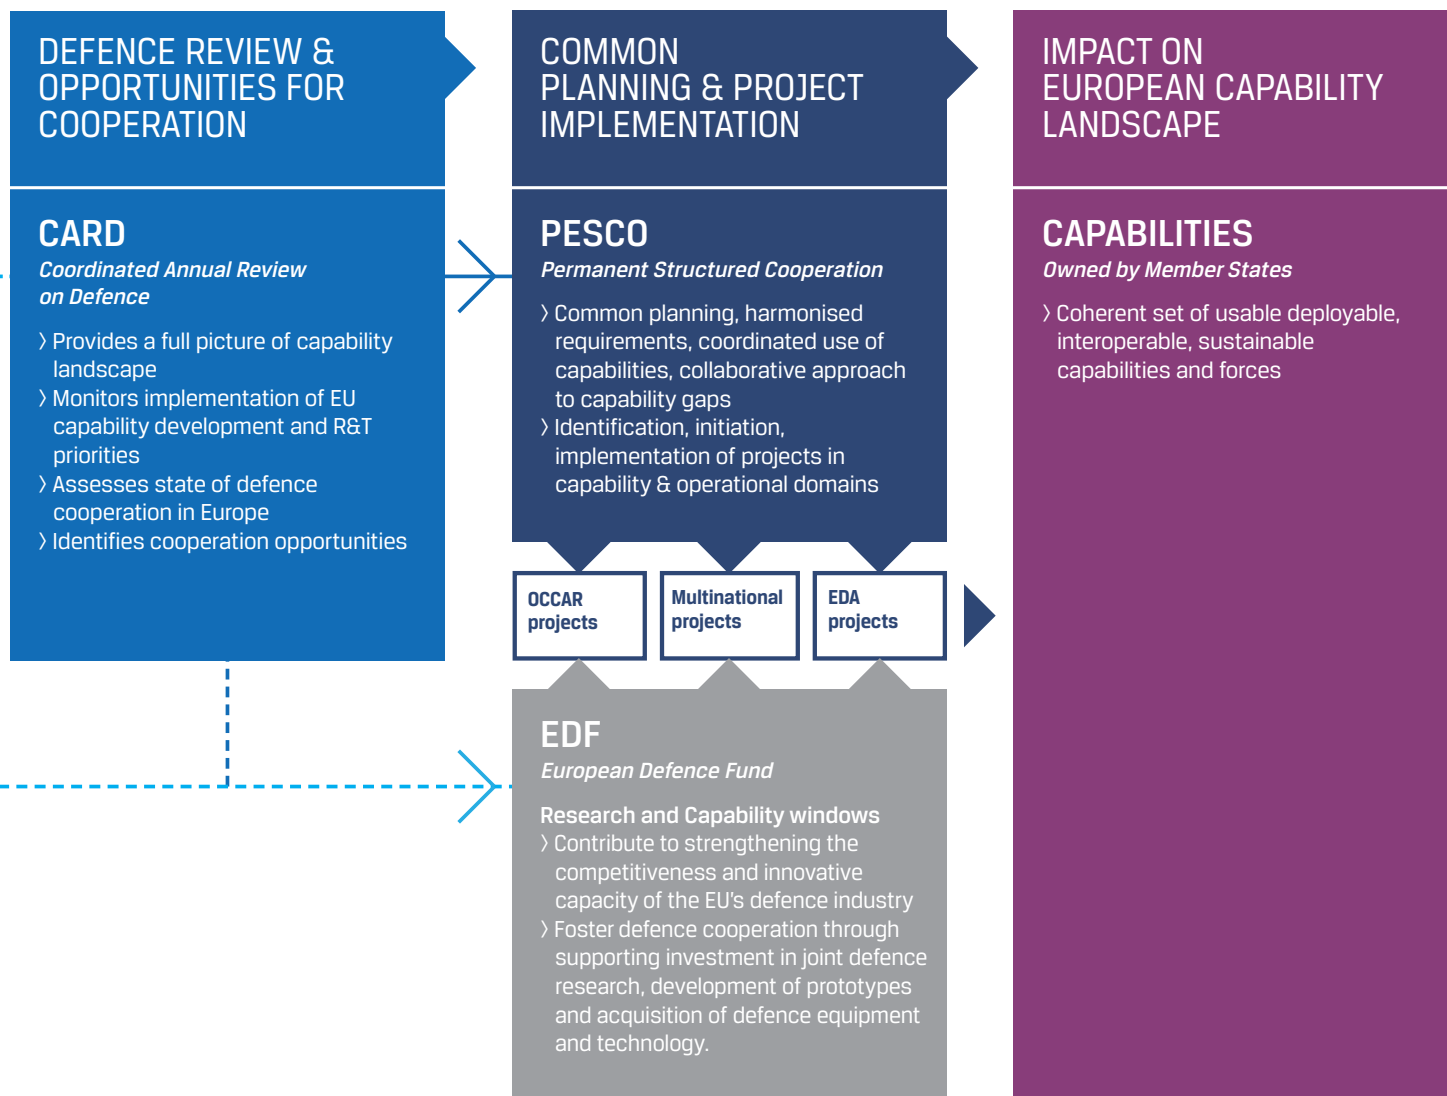 DEFENCE REVIEW &
OPPORTUNITIES FOR
COOPERATION
CARD
Coordinated Annual Review
on Defence
〉Provides a full picture of capability
landscape
〉Monitors implementation of EU
capability development and R&T
priorities
〉Assesses state of defence
cooperation in Europe
〉Identifies cooperation opportunities
COMMON
PLANNING & PROJECT
IMPLEMENTATION
PESCO
Permanent Structured Cooperation
〉Common planning, harmonised
requirements, coordinated use of
capabilities, collaborative approach
to capability gaps
〉Identification, initiation,
implementation of projects in
capability & operational domains
OCCAR
projects
Multinational
projects
EDA
projects
EDF
European Defence Fund
Research and Capability windows
〉Contribute to strengthening the
competitiveness and innovative
capacity of the EU's defence industry
〉Foster defence cooperation through
supporting investment in joint defence
research, development of prototypes
and acquisition of defence equipment
and technology.
IMPACT ON
EUROPEAN CAPABILITY
LANDSCAPE
CAPABILITIES
Owned by Member States
〉Coherent set of usable deployable,
interoperable, sustainable
capabilities and forces